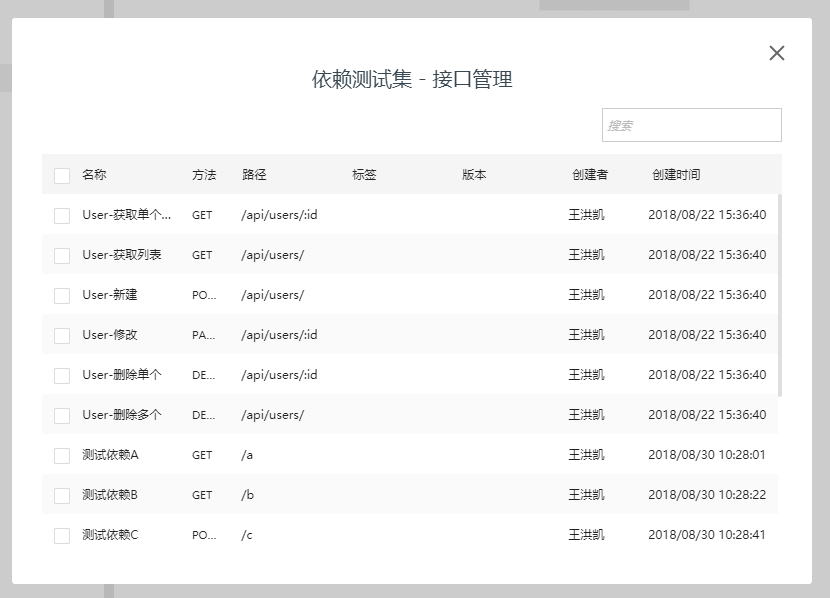 依赖测试集 - 接口管理
搜索
名称 方法 路径 标签 版本 创建者 创建时间
User-获取单个... GET /api/users/:id 王洪凯 2018/08/22 15:36:40
User-获取列表 GET /api/users/ 王洪凯 2018/08/22 15:36:40
User-新建 PO... /api/users/ 王洪凯 2018/08/22 15:36:40
User-修改 PA... /api/users/:id 王洪凯 2018/08/22 15:36:40
User-删除单个 DE... /api/users/:id 王洪凯 2018/08/22 15:36:40
User-删除多个 DE... /api/users/ 王洪凯 2018/08/22 15:36:40
测试依赖A GET /a 王洪凯 2018/08/30 10:28:01
测试依赖B GET /b 王洪凯 2018/08/30 10:28:22
测试依赖C PO... /c 王洪凯 2018/08/30 10:28:41